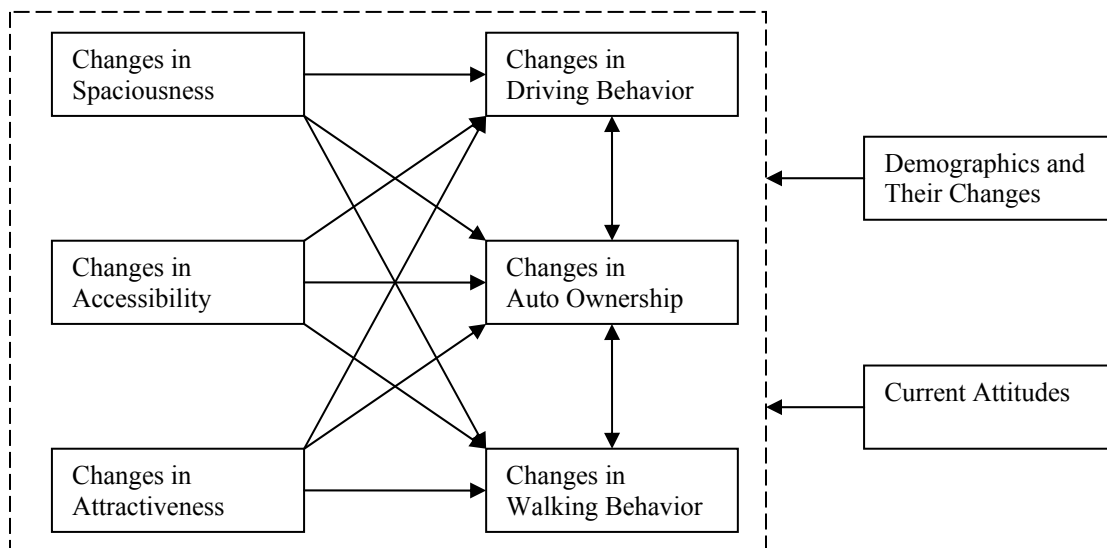 Changes in
Spaciousness
Changes in
Driving Behavior
Demographics and
Their Changes
Changes in
Accessibility
Changes in
Auto Ownership
Current Attitudes
Changes in
Attractiveness
Changes in
Walking Behavior